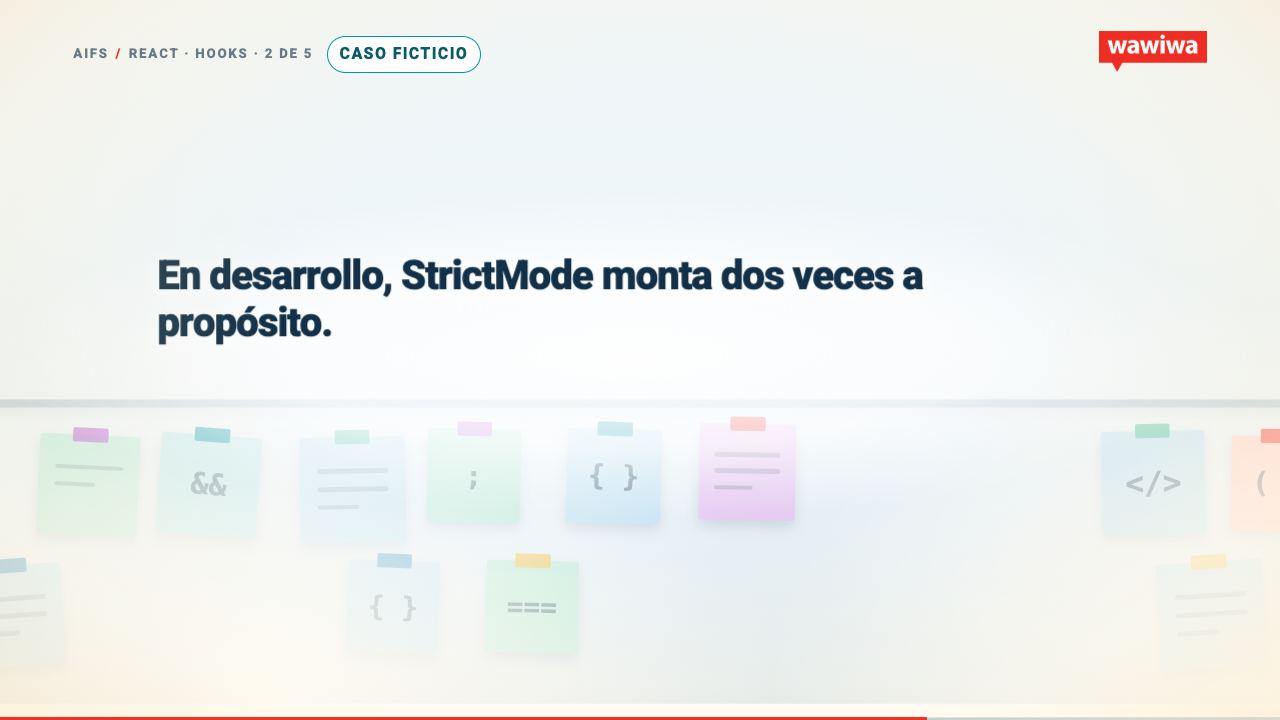 AIFS / REACT · HOOKS · 2 DE 5
CASO FICTICIO
wawiwa
En desarrollo, StrictMode monta dos veces a
propósito.
&&
;
{ }
</>
(
{ }
===